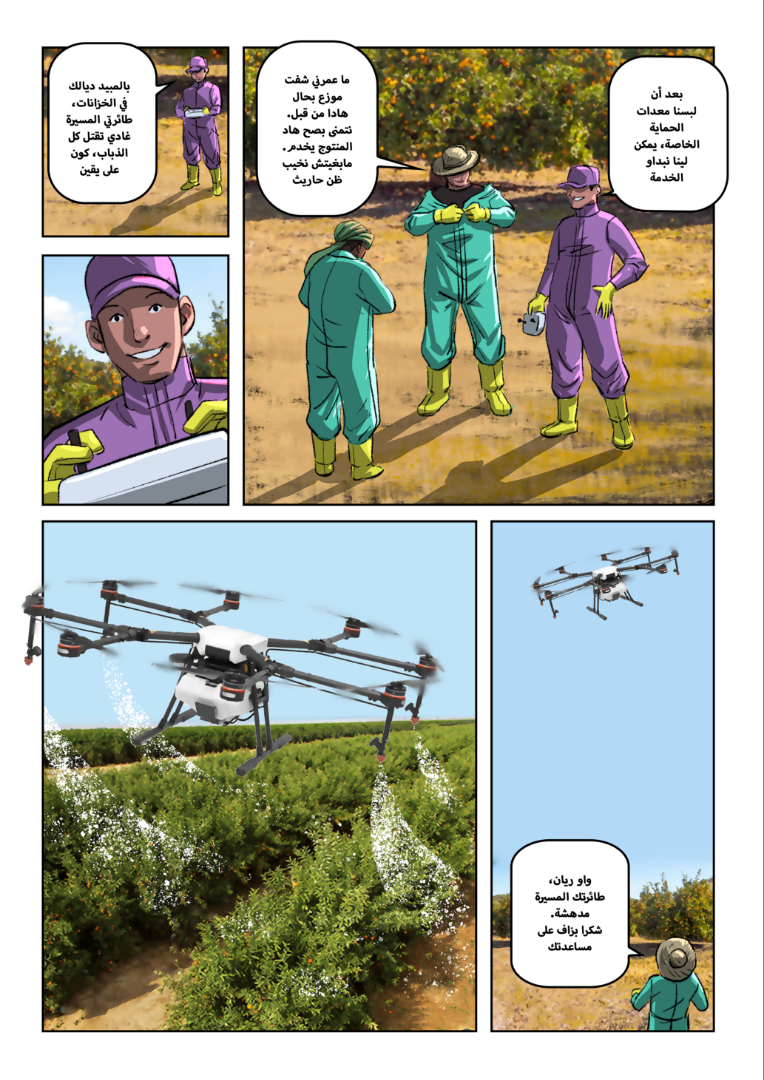 بعد أن
لبسنا معدات
الحماية
الخاصة، يمكن
لينا نبداو
الخدمة
ما عمرني شفت
موزع بحال
هادا من قبل.
نتمنى بصح هاد
المنتوج يخدم.
مابغيتش نخيب
ظن حاريث
بالمبيد ديالك
في الخزانات،
طائرتي المسيرة
غادي تقتل كل
الذباب، كون
على يقين
واو ريان،
طائرتك المسيرة
مدهشة.
شكرا بزاف على
مساعدتك